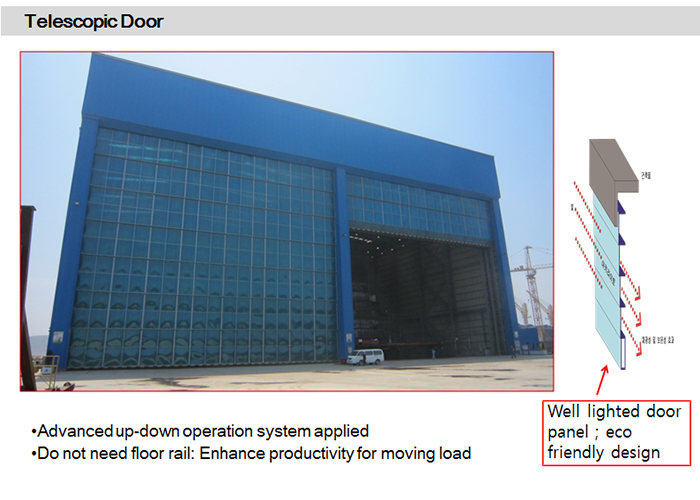 Telescopic Door
•Advanced up-down operation system applied
•Do not need floor rail: Enhance productivity for moving load
Well lighted door
panel ; eco
friendly design